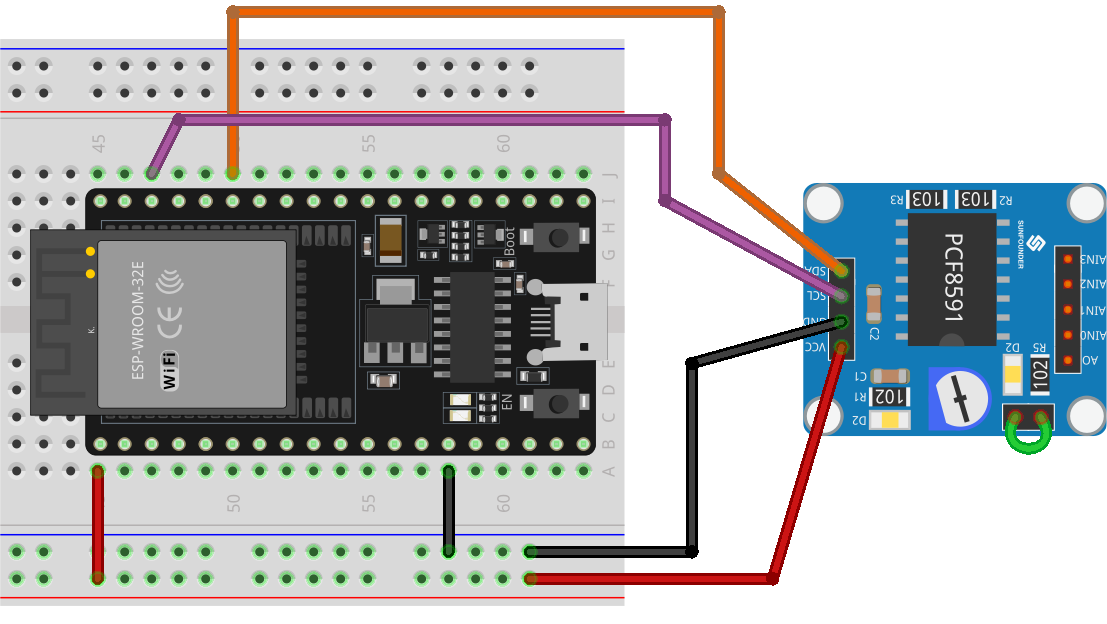 45
50
55
60
J
I
H
G
F
E
D
C
B
A
50
55
60
ESP-WROOM-32E
WiFi
CE
K.
Boot
EN
R3
103
103
R2
SUNFOUNDER
PCF8591
SDA
SCL
GND
VCC
C2
AIN3
AIN2
AIN1
AIN0
AO
C1
R1
102
D2
D2
R5
102